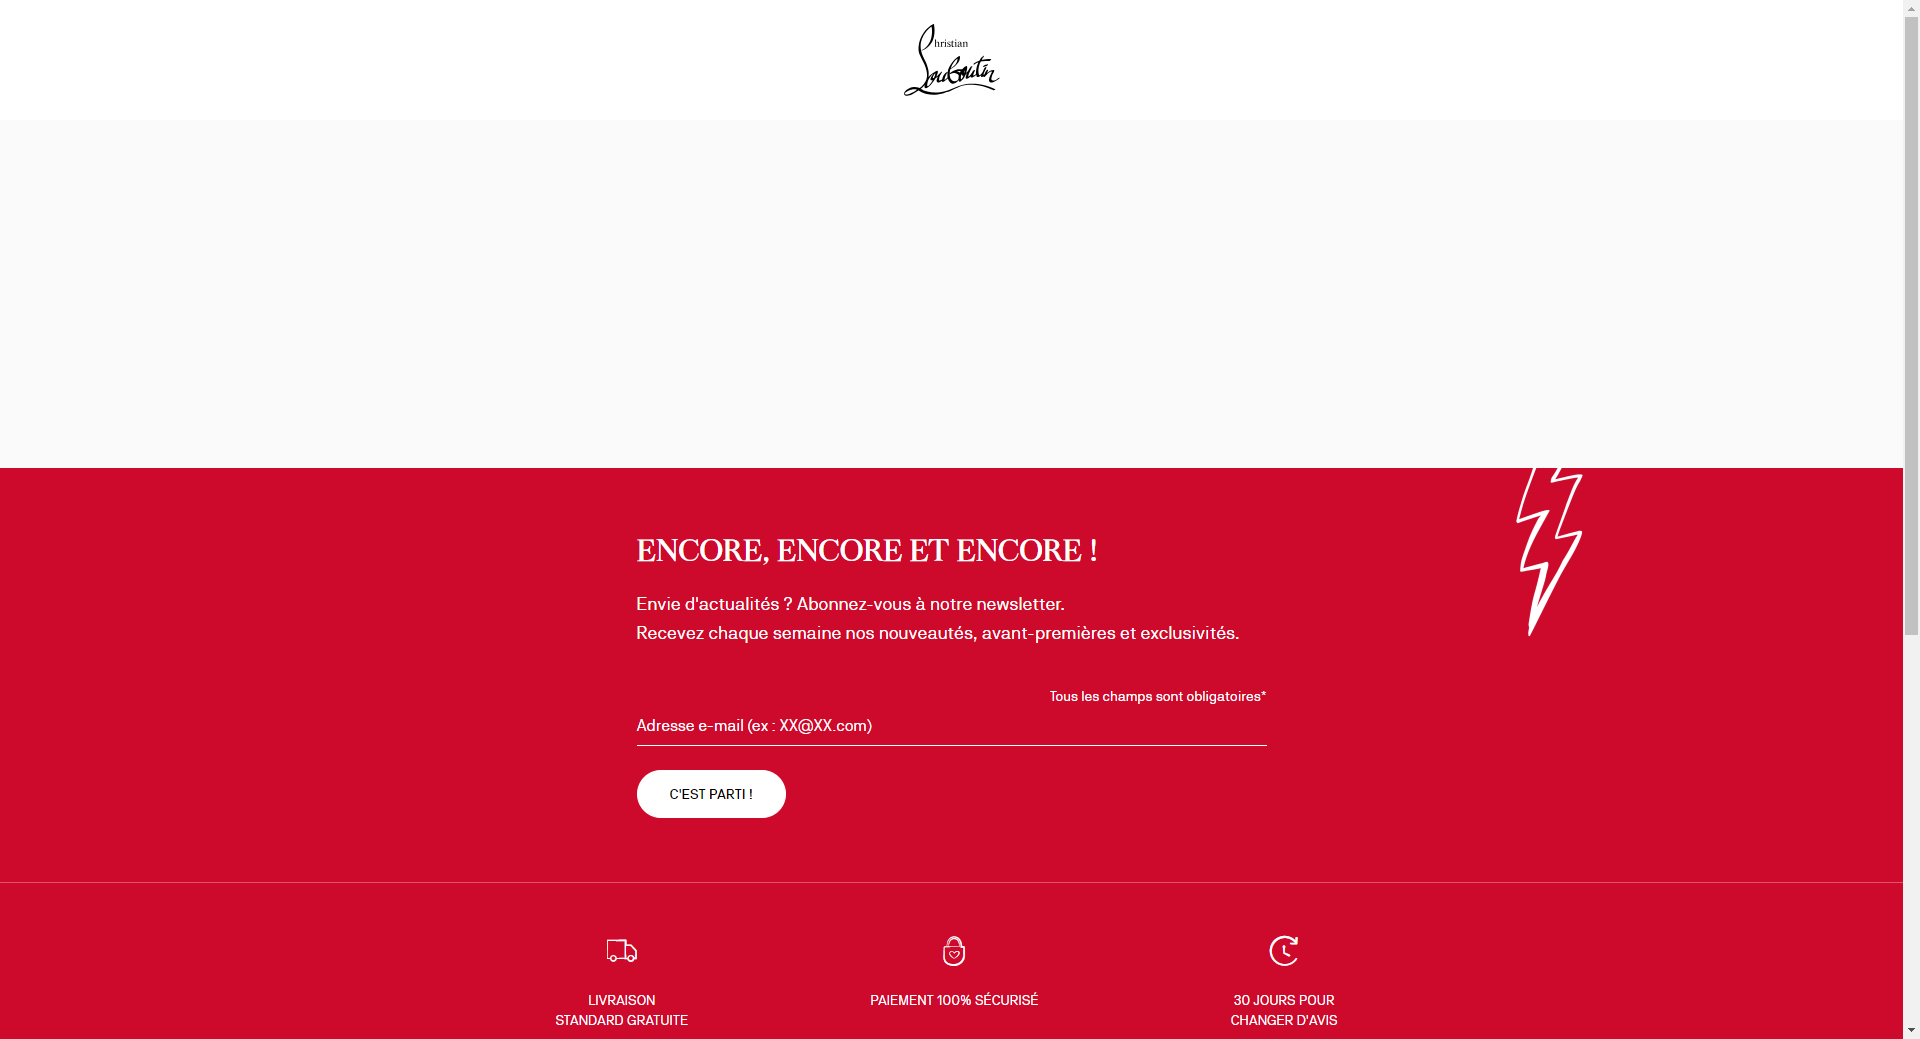 Christian
Louboutin
ENCORE, ENCORE ET ENCORE !
Envie d'actualités ? Abonnez-vous à notre newsletter.
Recevez chaque semaine nos nouveautés, avant-premières et exclusivités.
Tous les champs sont obligatoires*
Adresse e-mail (ex : XX@XX.com)
C'EST PARTI !
LIVRAISON
STANDARD GRATUITE
PAIEMENT 100% SÉCURISÉ
30 JOURS POUR
CHANGER D'AVIS